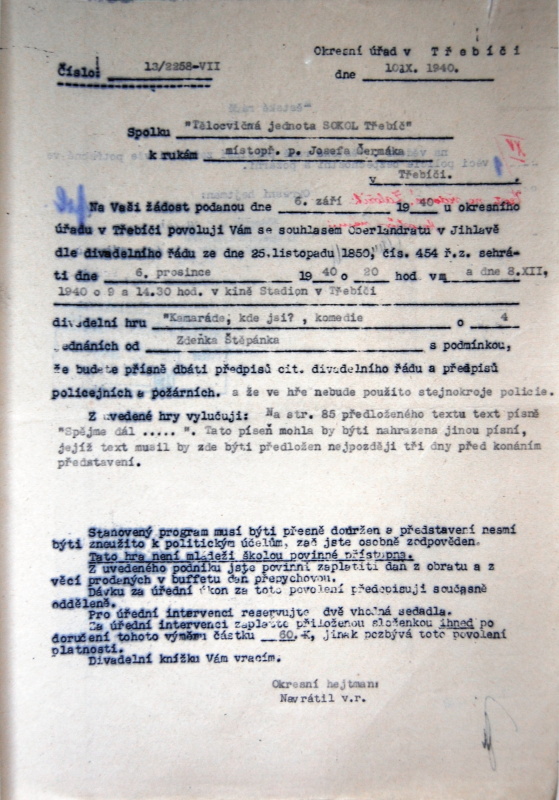 Okresní úřad v Třebíči
Číslo: 13/2258-VII
dne 10.IX. 1940.
Spolku "Tělocvičná jednota SOKOL Třebíč"
k rukám místopř. p. Josefa Čermáka
v Třebíči.
Na Vaši žádost podanou dne 6. září 1940 u okresního
úřadu v Třebíči povoluji Vám se souhlasem Oberlandratu v Jihlavě
dle divadelního řádu ze dne 25.listopadu 1850, čís. 454 ř.z. sehrá-
ti dne 6. prosince 1940 o 20 hod. v a dne 8.XII,
1940 o 9 a 14.30 hod. v kině Stadion v Třebíči
divadelní hru "Kamaráde, kde jsi? , komedie o 4
jednáních od Zdeňka Štěpánka s podmínkou,
že budete přísně dbáti předpisů cit. divadelního řádu a předpisů
policejních a požárních. a že ve hře nebude použito stejnokroje policie.
Z uvedené hry vylučuji: Na str. 85 předloženého textu text písně
"Spějme dál ..... ". Tato píseň mohla by býti nahrazena jinou písní,
jejíž text musil by zde býti předložen nejpozději tři dny před konáním
představení.
Stanovený program musí býti přesně dodržen a představení nesmí
býti zneužito k politickým účelům, zač jste osobně zodpověden.
Tato hra není mládeži školou povinné přístupna.
Z uvedeného podniku jste povinni zaplatiti daň z obratu a z
věcí prodaných v buffetu daň přepychovou.
Dávku za úřední úkon za toto povolení předepisuji současně
odděleně.
Pro úřední intervenci reservujte dvě vhodná sedadla.
Za úřední intervenci zaplaťte přiloženou složenkou ihned po
doručení tohoto výměru částku 60.K, jinak pozbývá toto povolení
platnosti.
Divadelní knížku Vám vracím.
Okresní hejtman:
Navrátil v.r.